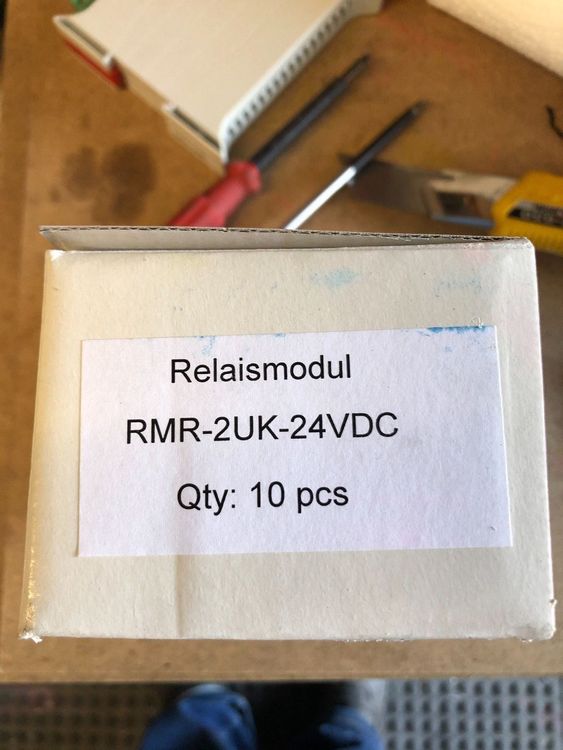 Relaismodul
RMR-2UK-24VDC
Qty: 10 pcs